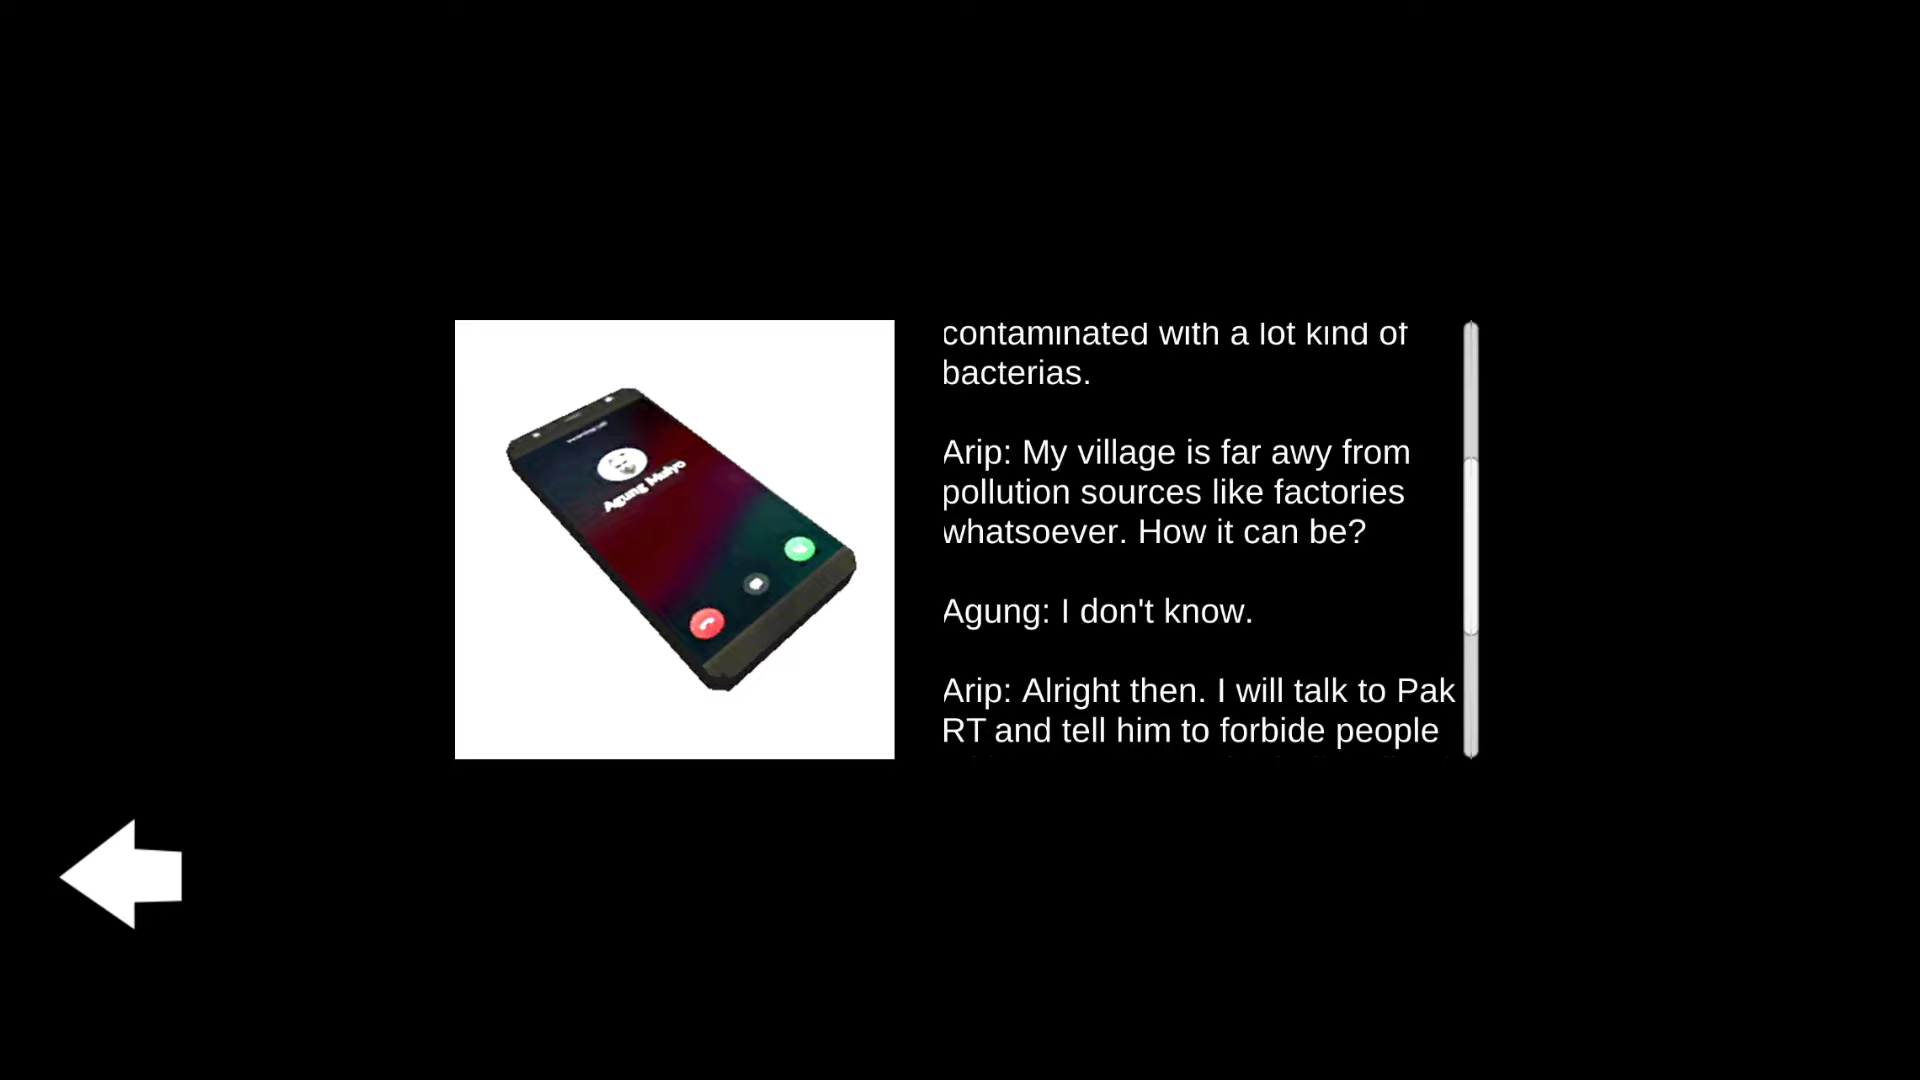 Agung Mulyo
contaminated with a lot kind of
bacterias.
Arip: My village is far awy from
pollution sources like factories
whatsoever. How it can be?
Agung: I don't know.
Arip: Alright then. I will talk to Pak
RT and tell him to forbide people